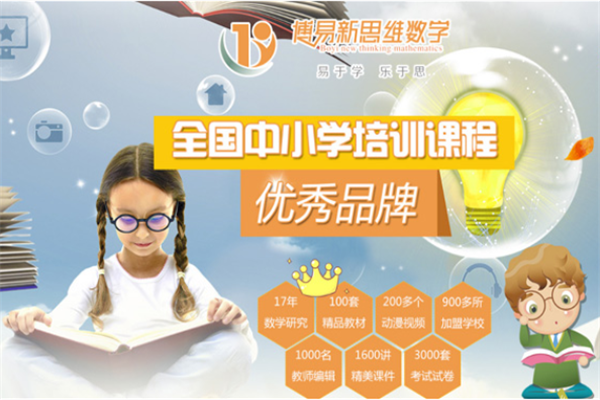 博易新思维数学
Boys new thinking mathematics
易于学 乐于思
全国中小学培训课程
优秀品牌
17年
数学研究
100套
精品教材
200多个
动漫视频
900多所
加盟学校
1000名
教师编辑
1600讲
精美课件
3000套
考试试卷